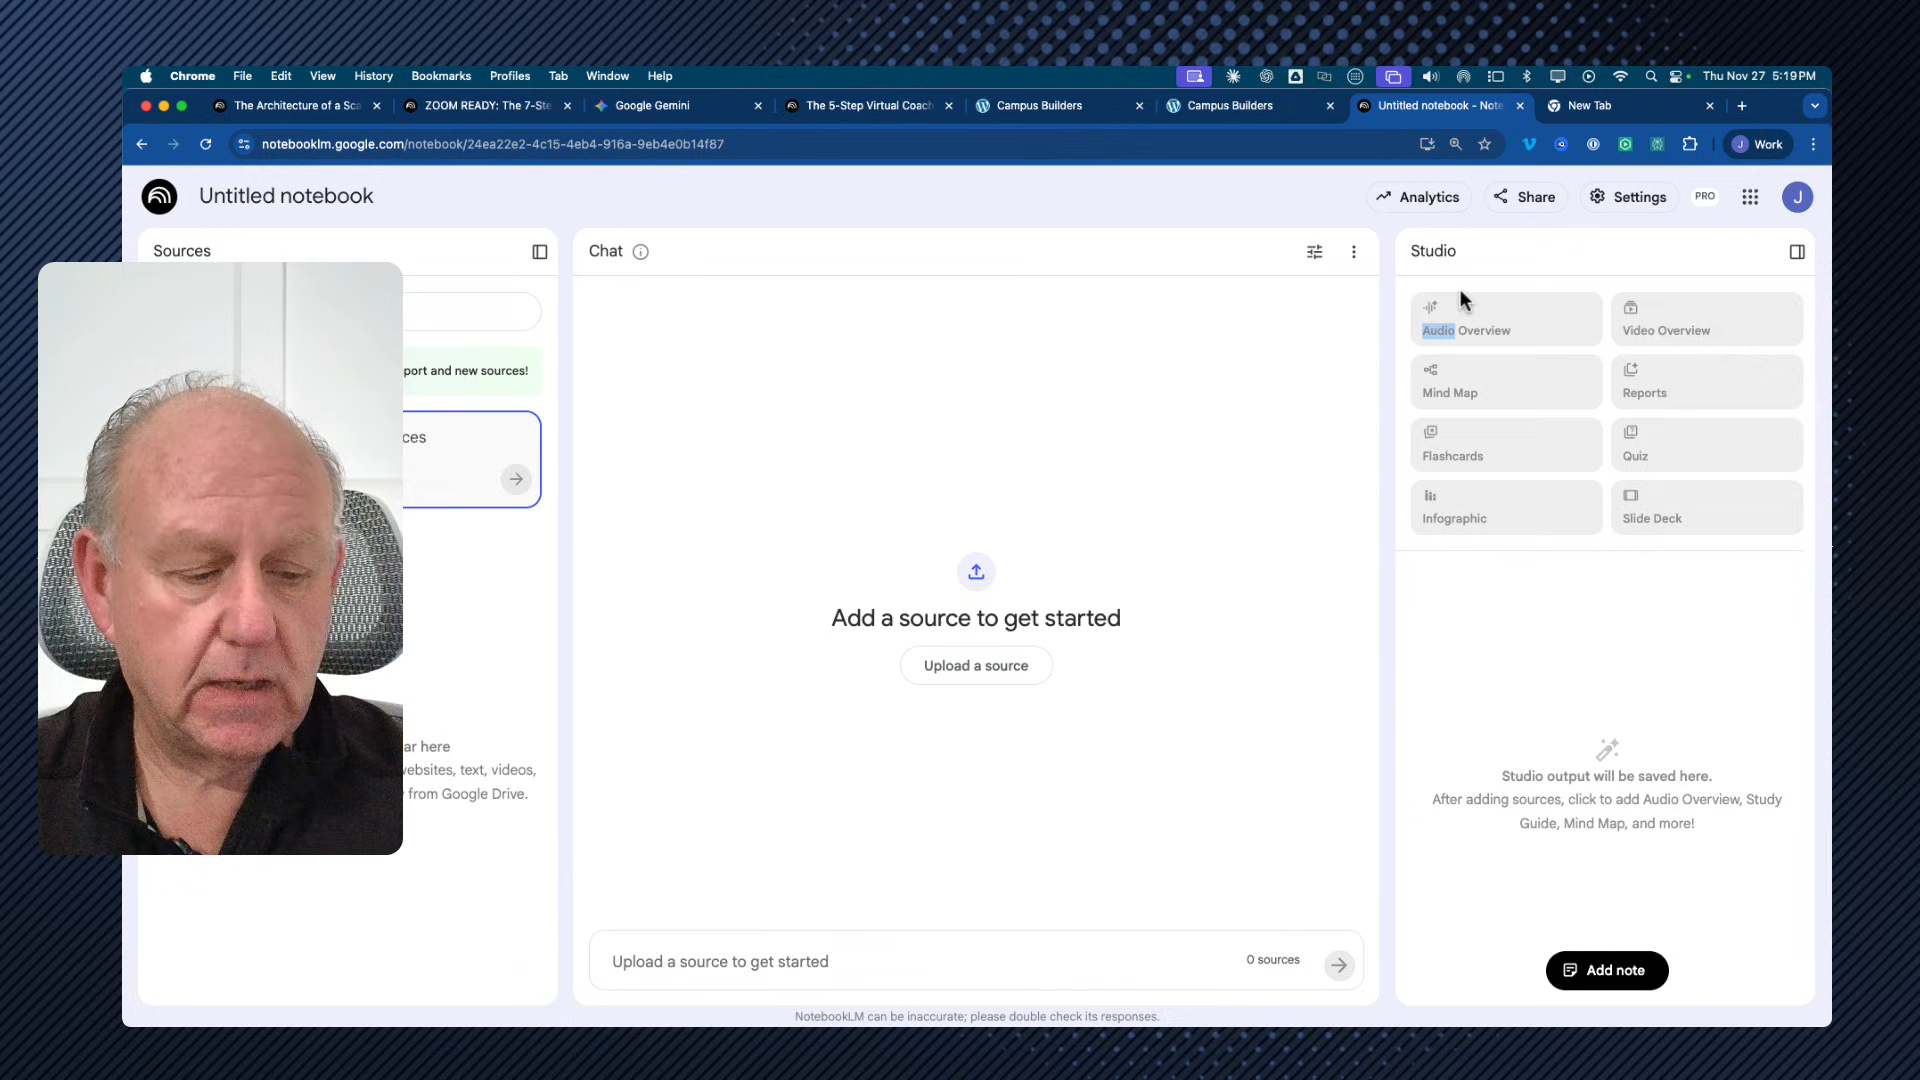 Chrome File Edit View History Bookmarks Profiles Tab Window Help Thu Nov 27 5:19 PM
The Architecture of a Sca ZOOM READY: The 7-Ste Google Gemini The 5-Step Virtual Coach Campus Builders Campus Builders Untitled notebook - Note New Tab
notebooklm.google.com/notebook/24ea22e2-4c15-4eb4-916a-9eb4e0b14f87 J Work
Untitled notebook Analytics Share Settings PRO J
Sources
port and new sources!
ces
ar here
websites, text, videos,
from Google Drive.
Chat
Add a source to get started
Upload a source
Upload a source to get started 0 sources
Studio
Audio Overview Video Overview
Mind Map Reports
Flashcards Quiz
Infographic Slide Deck
Studio output will be saved here.
After adding sources, click to add Audio Overview, Study
Guide, Mind Map, and more!
Add note
NotebookLM can be inaccurate; please double check its responses.